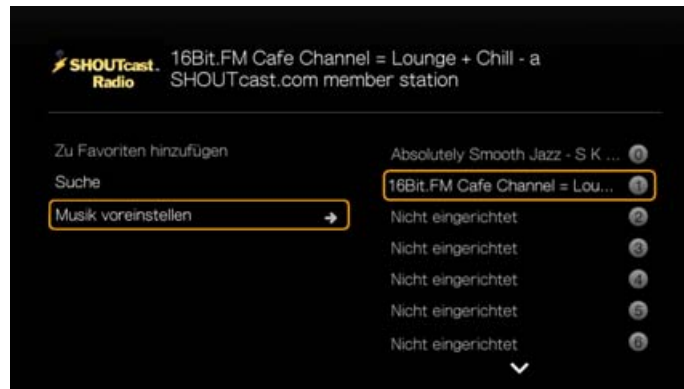 SHOUTcast. Radio
16Bit.FM Cafe Channel = Lounge + Chill - a
SHOUTcast.com member station
Zu Favoriten hinzufügen
Suche
Musik voreinstellen
Absolutely Smooth Jazz - S K ... 0
16Bit.FM Cafe Channel = Lou... 1
Nicht eingerichtet 2
Nicht eingerichtet 3
Nicht eingerichtet 4
Nicht eingerichtet 5
Nicht eingerichtet 6